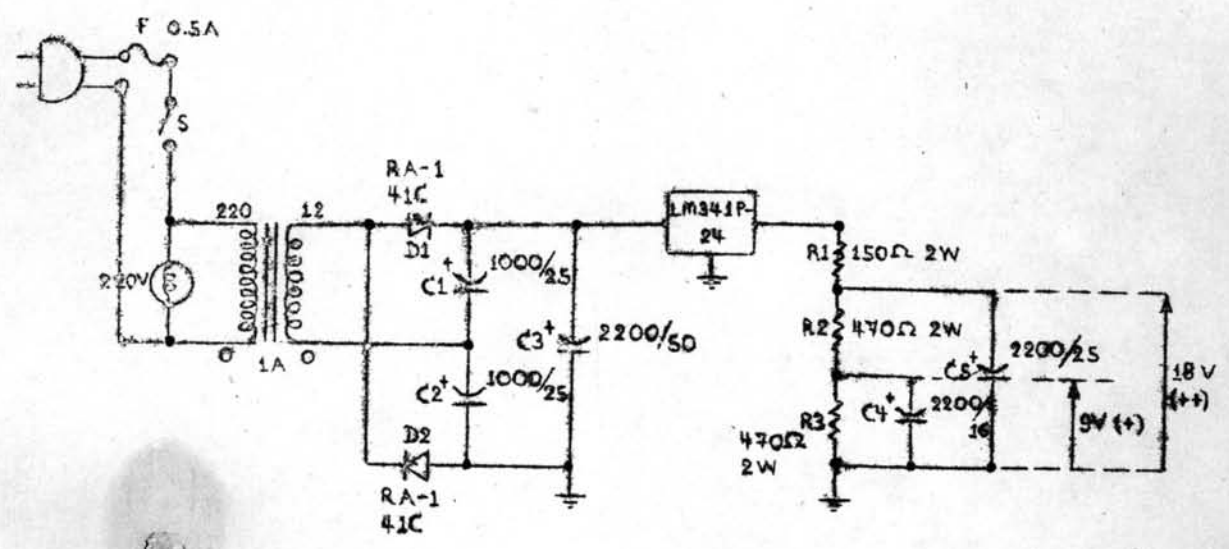 F 0.5A
S
220V
220
12
0
1A
0
RA-1
41C
D1
C1
+
1000/25
C2
+
1000/25
D2
RA-1
41C
C3
+
2200/50
LM341P-
24
R1
150Ω 2W
R2
470Ω 2W
R3
470Ω
2W
C4
+
2200/
16
C5
+
2200/25
9V (+)
18V
(++)